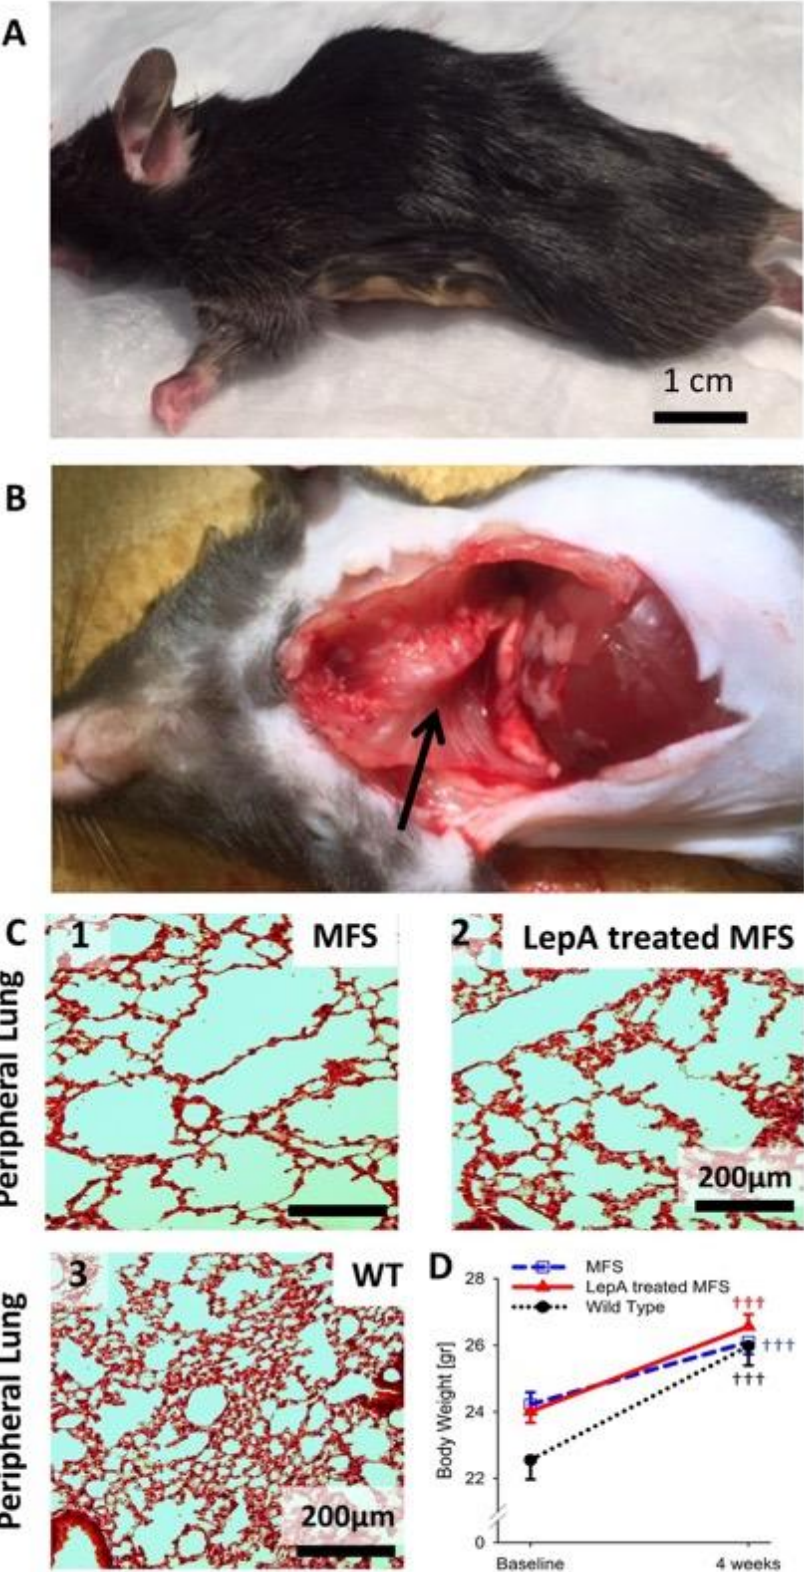 A
1 cm
B
C
1
MFS
Peripheral Lung
2
LepA treated MFS
200µm
3
WT
Peripheral Lung
200µm
D
MFS
LepA treated MFS
Wild Type
Body Weight [gr]
28
26
24
22
0
†††
†††
†††
Baseline
4 weeks